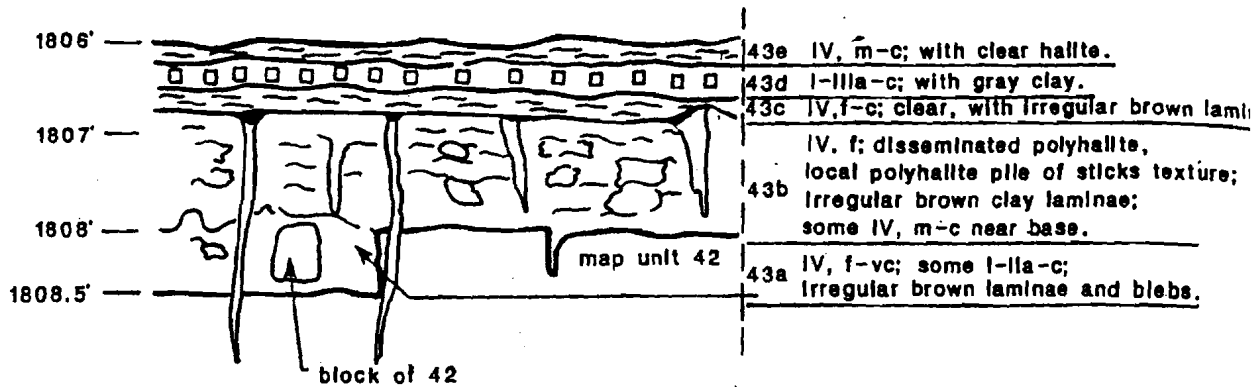 1806'
43e IV, m-c; with clear halite.
43d I-IIIa-c; with gray clay.
43c IV, f-c; clear, with irregular brown lami
1807'
43b IV, f; disseminated polyhalite,
local polyhalite pile of sticks texture;
irregular brown clay laminae;
some IV, m-c near base.
1808'
map unit 42
43a IV, f-vc; some I-IIa-c;
irregular brown laminae and blebs.
1808.5'
block of 42